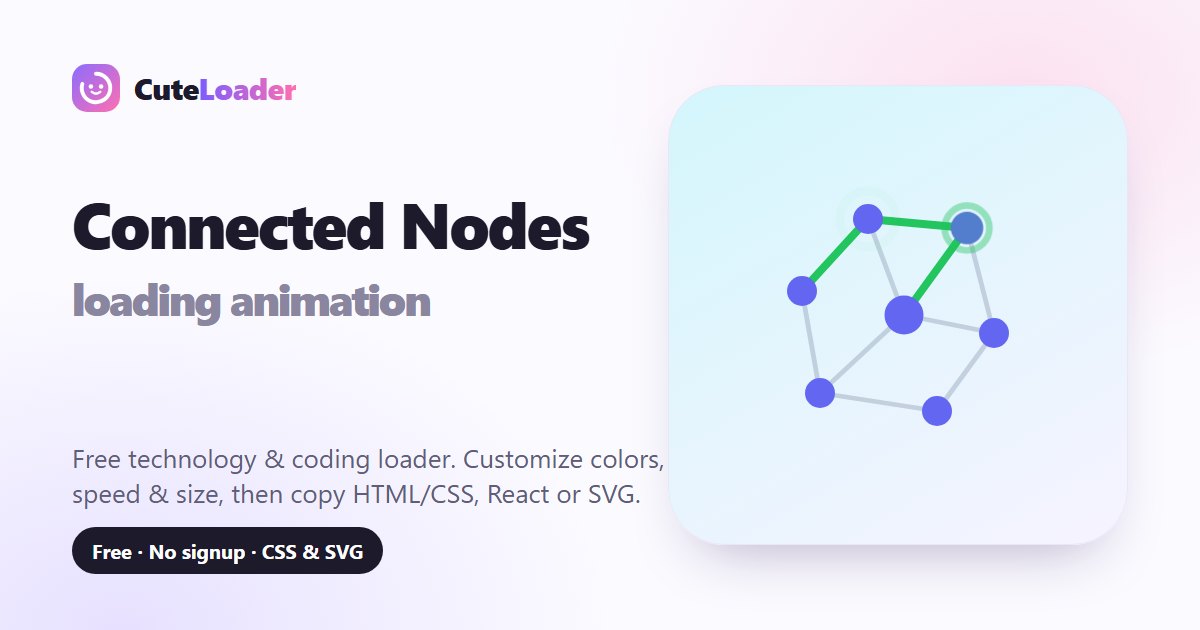 CuteLoader
Connected Nodes
loading animation
Free technology & coding loader. Customize colors,
speed & size, then copy HTML/CSS, React or SVG.
Free · No signup · CSS & SVG